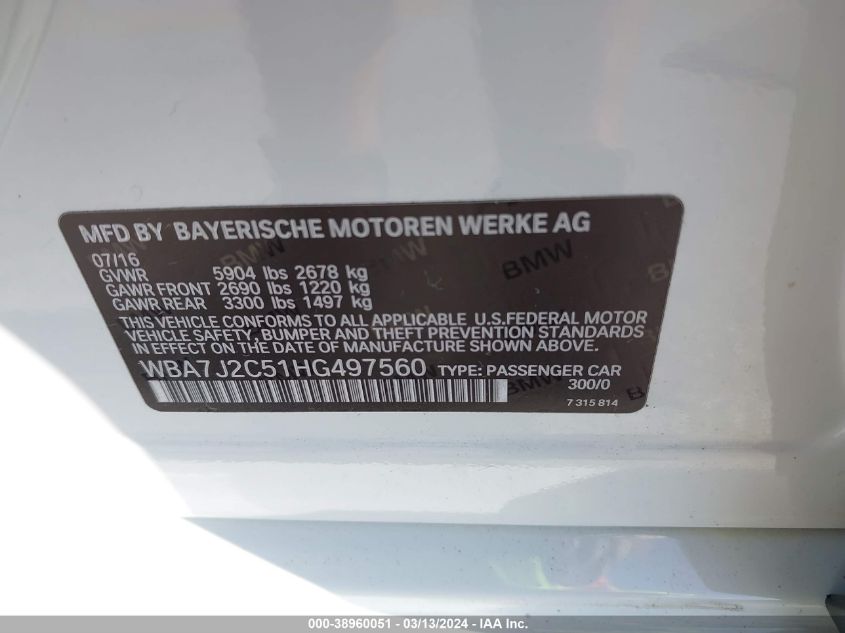 MFD BY BAYERISCHE MOTOREN WERKE AG
07/16
GVWR 5904 lbs 2678 kg
GAWR FRONT 2690 lbs 1220 kg
GAWR REAR 3300 lbs 1497 kg
THIS VEHICLE CONFORMS TO ALL APPLICABLE U.S.FEDERAL MOTOR
VEHICLE SAFETY, BUMPER AND THEFT PREVENTION STANDARDS
IN EFFECT ON THE DATE OF MANUFACTURE SHOWN ABOVE.
WBA7J2C51HG497560 TYPE: PASSENGER CAR
300/0
7 315 814
BMW
BMW
BMW
000-38960051 - 03/13/2024 - IAA Inc.